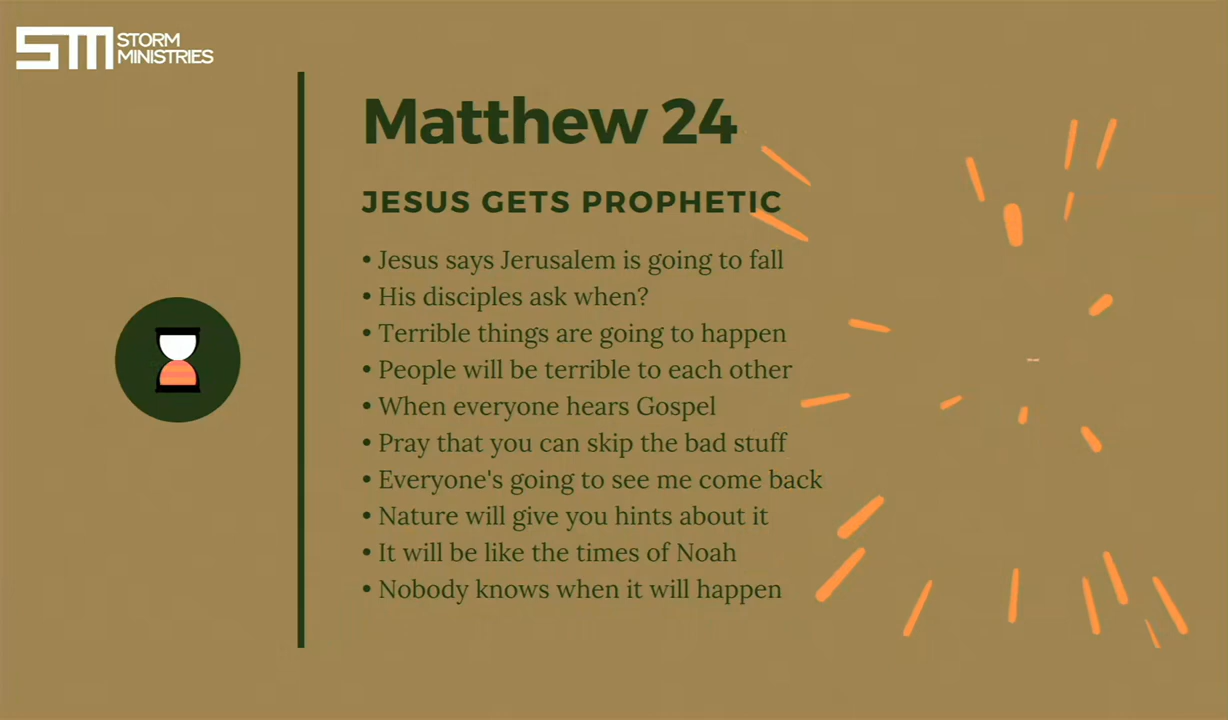 STORM
MINISTRIES
Matthew 24
JESUS GETS PROPHETIC
• Jesus says Jerusalem is going to fall
• His disciples ask when?
• Terrible things are going to happen
• People will be terrible to each other
• When everyone hears Gospel
• Pray that you can skip the bad stuff
• Everyone's going to see me come back
• Nature will give you hints about it
• It will be like the times of Noah
• Nobody knows when it will happen